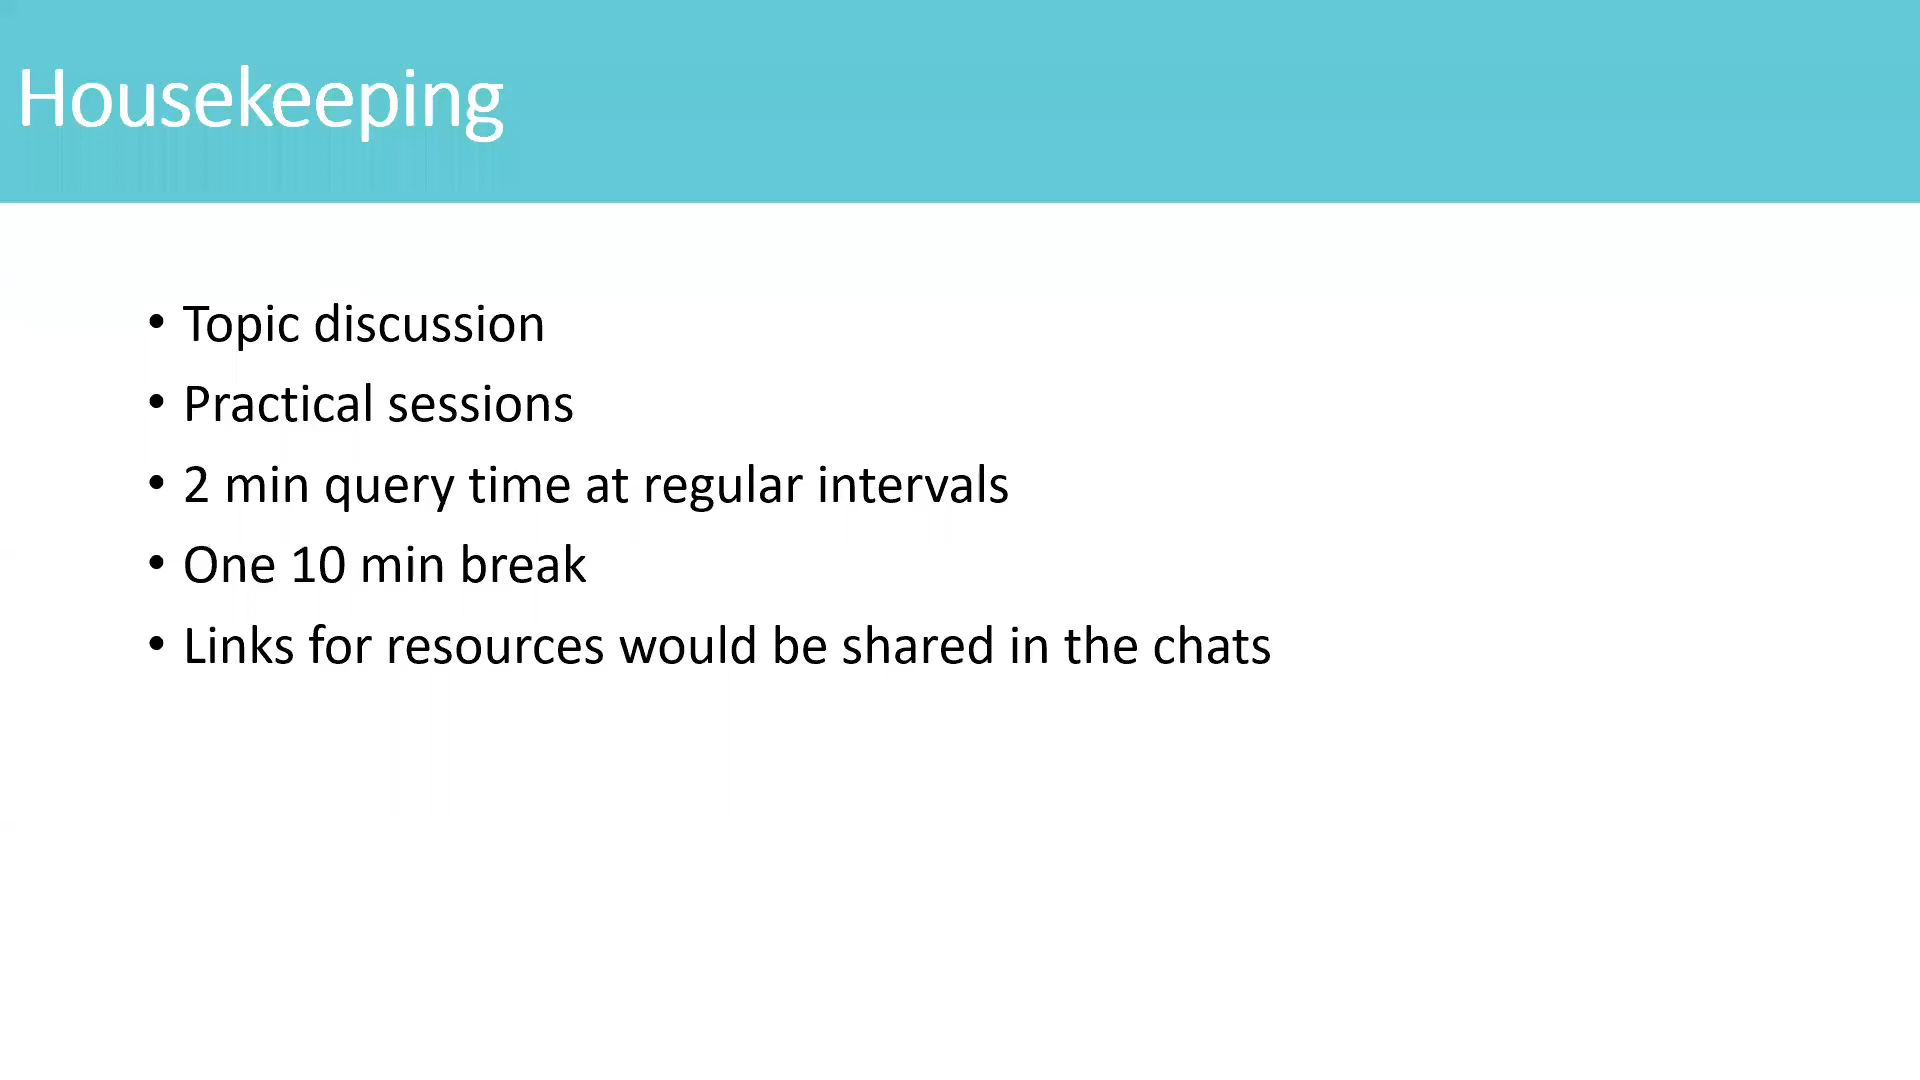 Housekeeping
• Topic discussion
• Practical sessions
• 2 min query time at regular intervals
• One 10 min break
• Links for resources would be shared in the chats